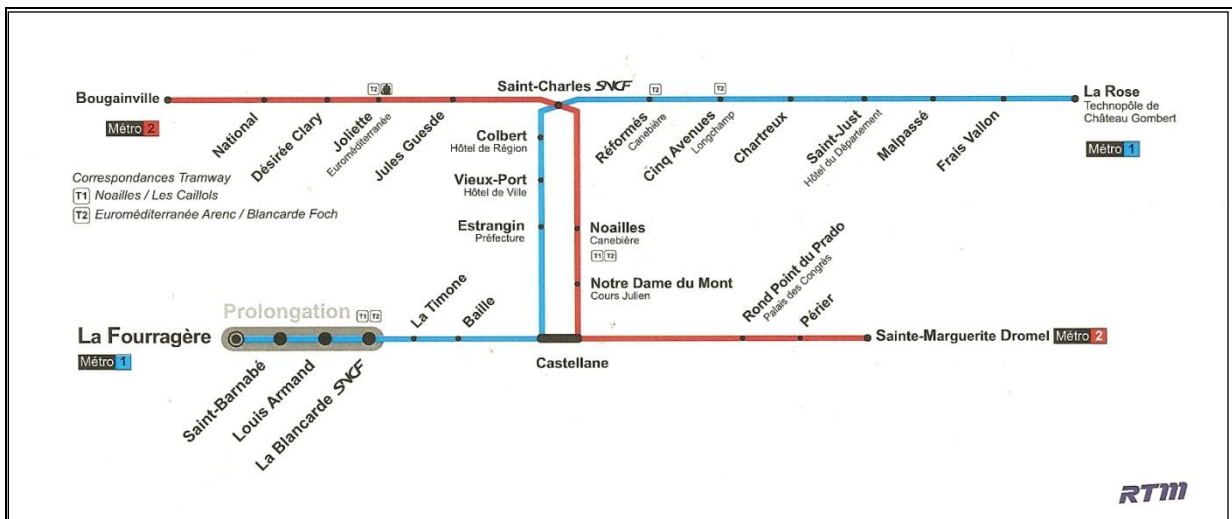 Saint-Charles SNCF
Bougainville
Métro 2
National
Désirée Clary
T2
Joliette
Euroméditerranée
Jules Guesde
T2
Réformés
Canebière
T2
Cinq Avenues
Longchamp
Chartreux
Saint-Just
Hôtel du Département
Malpassé
Frais Vallon
La Rose
Technopôle de
Château Gombert
Métro 1
Correspondances Tramway
T1 Noailles / Les Caillols
T2 Euroméditerranée Arenc / Blancarde Foch
Colbert
Hôtel de Région
Vieux-Port
Hôtel de Ville
Estrangin
Préfecture
Noailles
Canebière
T1 T2
Notre Dame du Mont
Cours Julien
Prolongation T1 T2
La Fourragère
Métro 1
Saint-Barnabé
Louis Armand
La Blancarde SNCF
La Timone
Baille
Castellane
Rond Point du Prado
Palais des Congrès
Périer
Sainte-Marguerite Dromel Métro 2
RTM